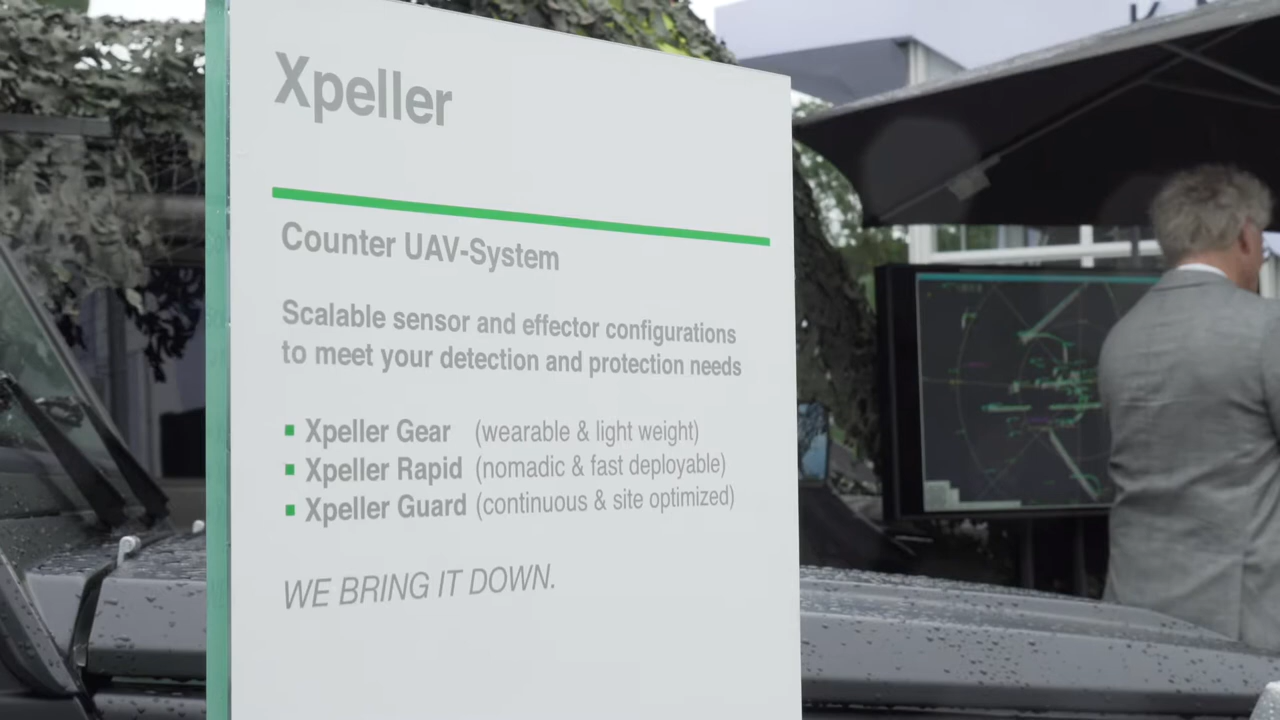 Xpeller
Counter UAV-System
Scalable sensor and effector configurations
to meet your detection and protection needs
Xpeller Gear (wearable & light weight)
Xpeller Rapid (nomadic & fast deployable)
Xpeller Guard (continuous & site optimized)
WE BRING IT DOWN.